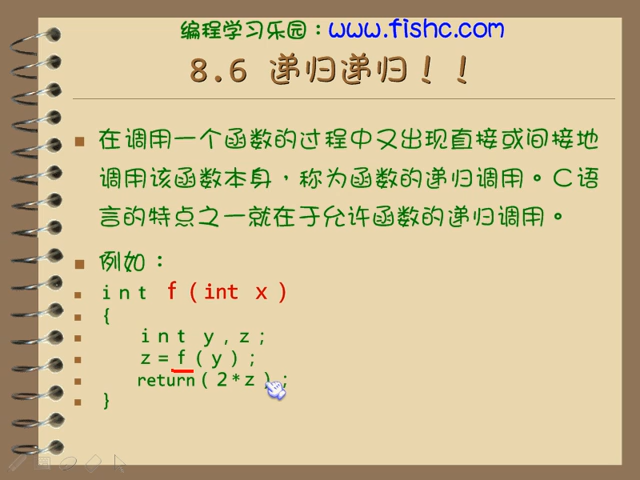 编程学习乐园：www.fishc.com
8.6 递归递归！！
在调用一个函数的过程中又出现直接或间接地
调用该函数本身，称为函数的递归调用。Ｃ语
言的特点之一就在于允许函数的递归调用。
例如：
ｉｎｔ ｆ（int ｘ）
｛
ｉｎｔ ｙ，ｚ；
ｚ＝ｆ（ｙ）；
return（２*ｚ）；
｝